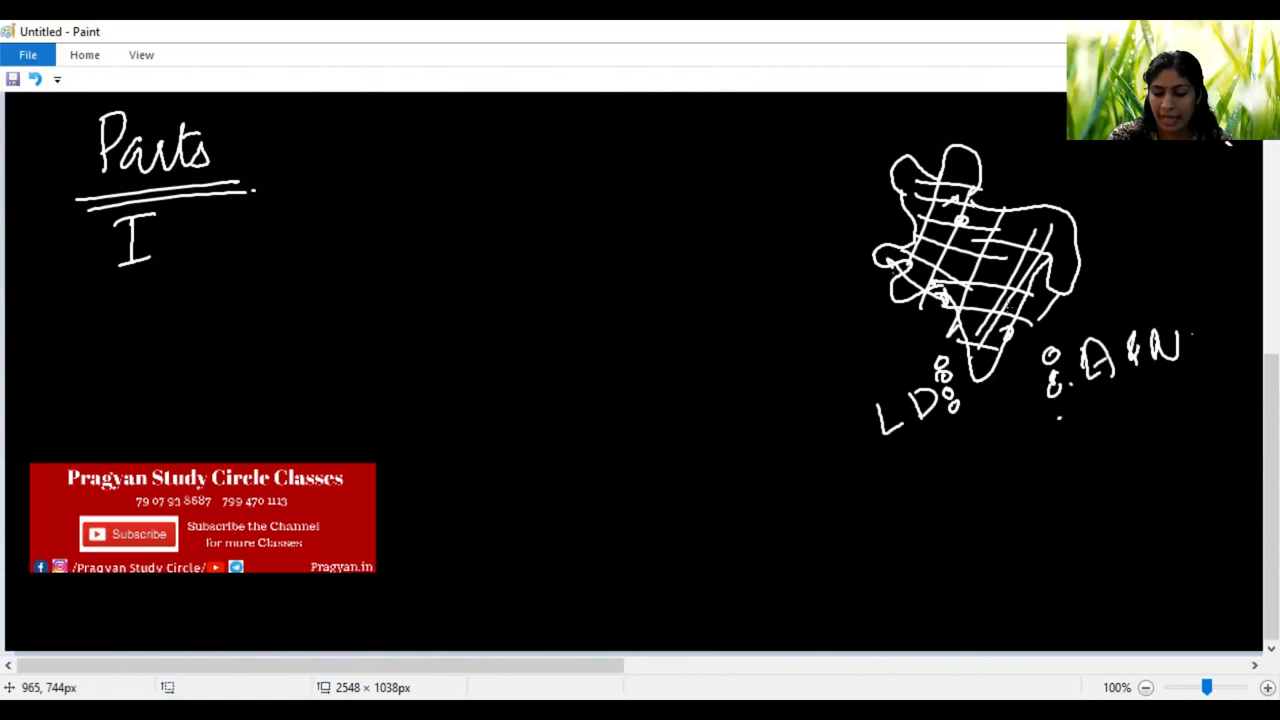 Untitled - Paint
File Home View
Parts
I
A & N
LD
Pragyan Study Circle Classes
79 07 93 8687 799 470 1113
Subscribe
Subscribe the Channel
for more Classes
/Pragyan Study Circle/
Pragyan.in
965, 744px
2548 × 1038px
100%